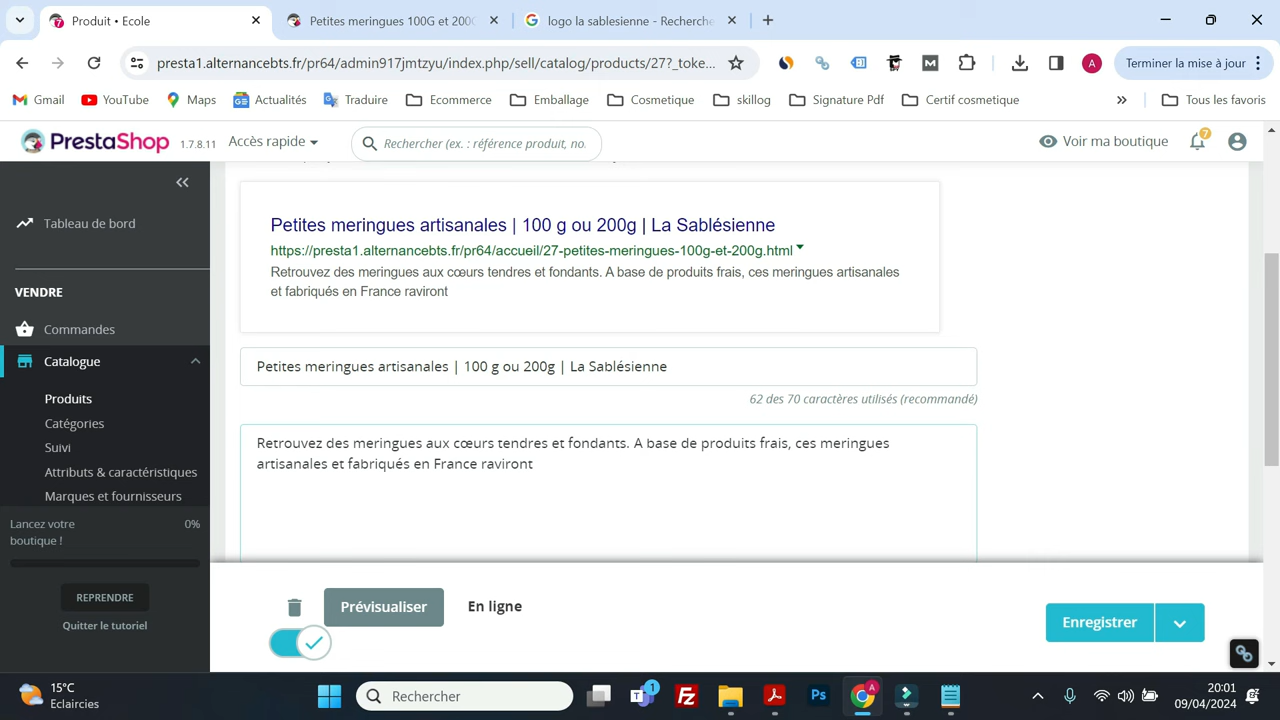 Produit • Ecole
Petites meringues 100G et 200G
logo la sablesienne - Recherche
presta1.alternancebts.fr/pr64/admin917jmtzyu/index.php/sell/catalog/products/27?_toke...
A
Terminer la mise à jour
Gmail
YouTube
Maps
Actualités
Traduire
Ecommerce
Emballage
Cosmetique
skillog
Signature Pdf
Certif cosmetique
Tous les favoris
PrestaShop
1.7.8.11
Accès rapide
Rechercher (ex. : référence produit, no.
Voir ma boutique
7
Tableau de bord
VENDRE
Commandes
Catalogue
Produits
Catégories
Suivi
Attributs & caractéristiques
Marques et fournisseurs
Lancez votre
boutique !
0%
REPRENDRE
Quitter le tutoriel
Petites meringues artisanales | 100 g ou 200g | La Sablésienne
https://presta1.alternancebts.fr/pr64/accueil/27-petites-meringues-100g-et-200g.html
Retrouvez des meringues aux cœurs tendres et fondants. A base de produits frais, ces meringues artisanales
et fabriqués en France raviront
Petites meringues artisanales | 100 g ou 200g | La Sablésienne
62 des 70 caractères utilisés (recommandé)
Retrouvez des meringues aux cœurs tendres et fondants. A base de produits frais, ces meringues
artisanales et fabriqués en France raviront
Prévisualiser
En ligne
Enregistrer
15°C
Eclaircies
Rechercher
1
Ps
A
20:01
09/04/2024